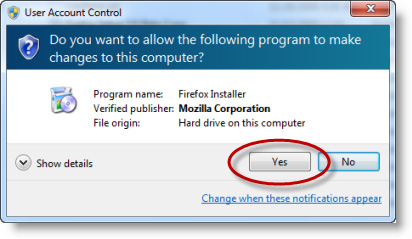 User Account Control
Do you want to allow the following program to make
changes to this computer?
Program name: Firefox Installer
Verified publisher: Mozilla Corporation
File origin: Hard drive on this computer
Show details
Yes
No
Change when these notifications appear